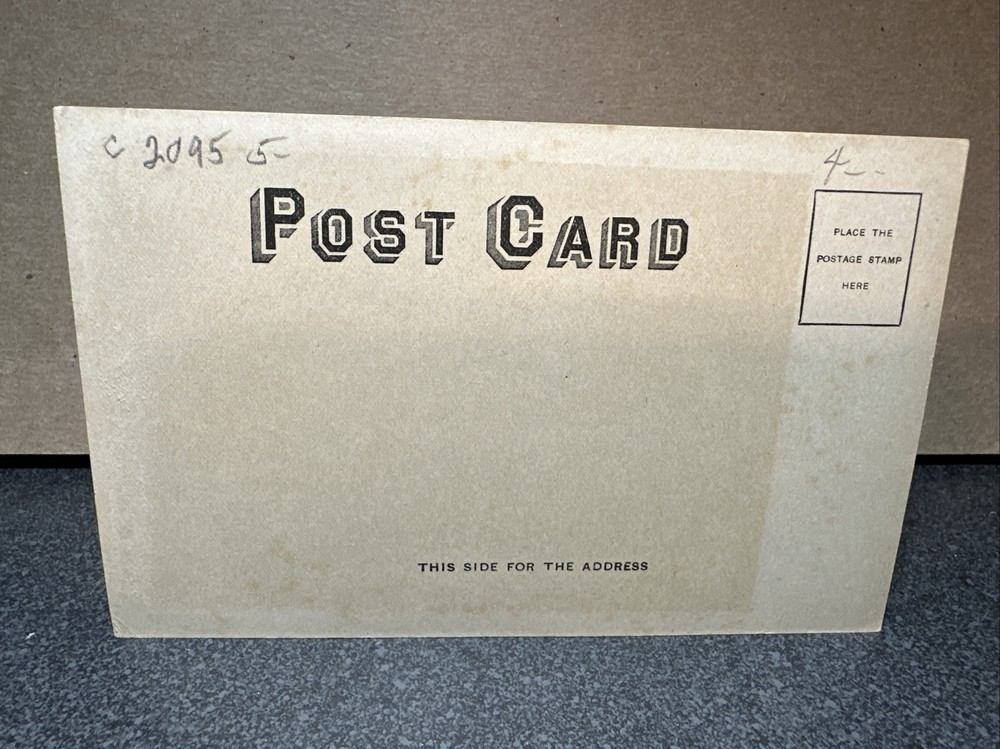 C 2095 5-
4--
POST CARD
PLACE THE
POSTAGE STAMP
HERE
THIS SIDE FOR THE ADDRESS